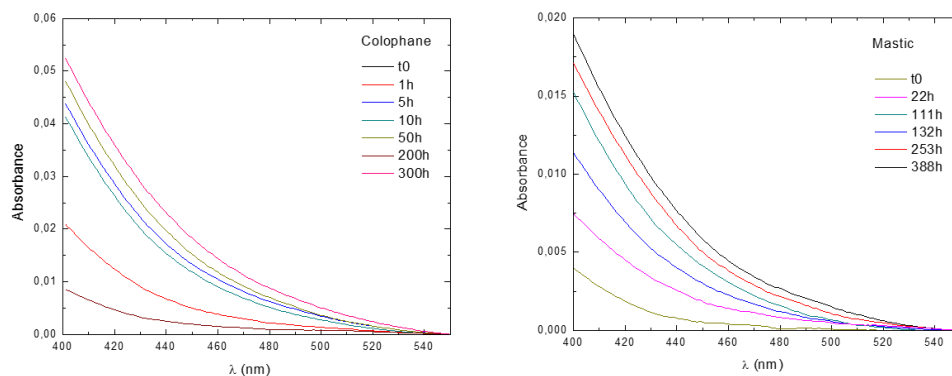 0,06
0,05
0,04
0,03
0,02
0,01
0,00
Absorbance
400 420 440 460 480 500 520 540
λ (nm)
Colophane
t0
1h
5h
10h
50h
200h
300h
0,020
0,015
0,010
0,005
0,000
Absorbance
400 420 440 460 480 500 520 540
λ (nm)
Mastic
t0
22h
111h
132h
253h
388h